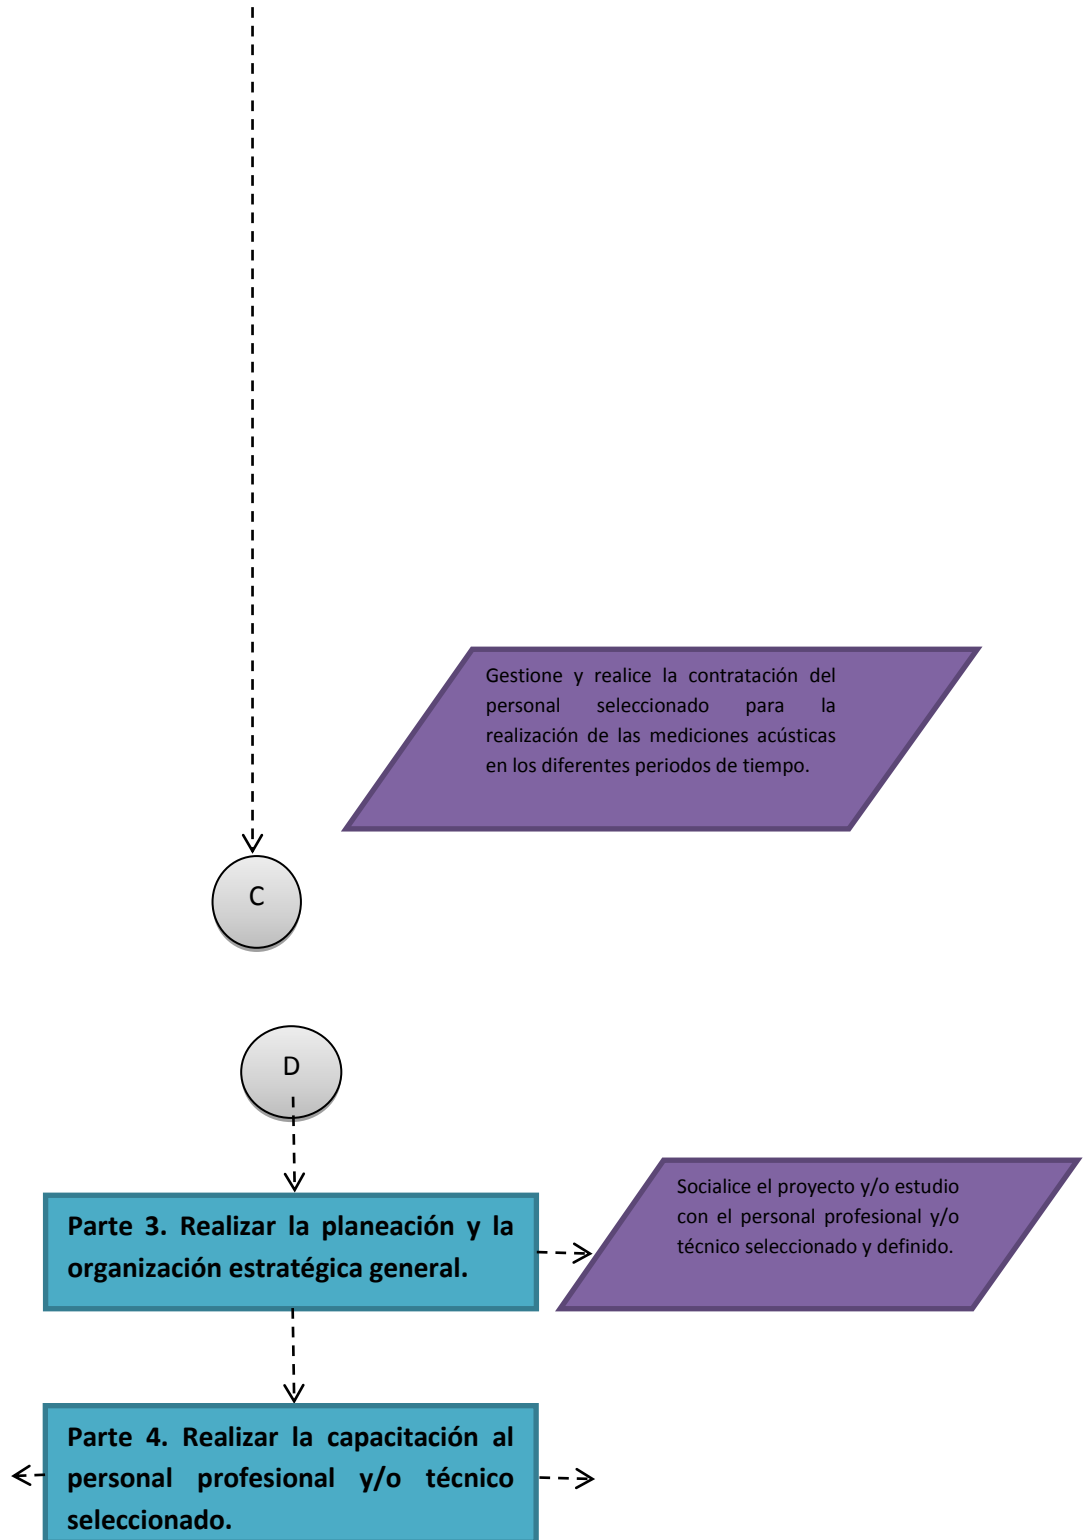 Gestione y realice la contratación del
personal seleccionado para la
realización de las mediciones acústicas
en los diferentes periodos de tiempo.
C
D
Parte 3. Realizar la planeación y la
organización estratégica general.
Socialice el proyecto y/o estudio
con el personal profesional y/o
técnico seleccionado y definido.
Parte 4. Realizar la capacitación al
personal profesional y/o técnico
seleccionado.